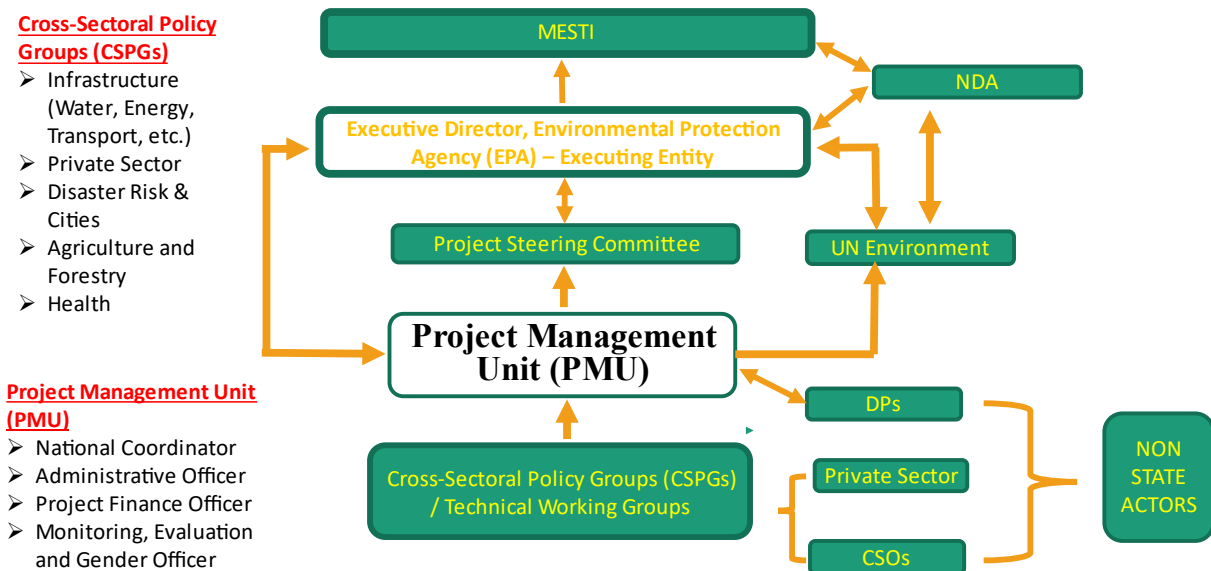 Cross-Sectoral Policy
Groups (CSPGs)
➢ Infrastructure
(Water, Energy,
Transport, etc.)
➢ Private Sector
➢ Disaster Risk &
Cities
➢ Agriculture and
Forestry
➢ Health
Project Management Unit
(PMU)
➢ National Coordinator
➢ Administrative Officer
➢ Project Finance Officer
➢ Monitoring, Evaluation
and Gender Officer
MESTI
NDA
Executive Director, Environmental Protection
Agency (EPA) – Executing Entity
Project Steering Committee
UN Environment
Project Management
Unit (PMU)
DPs
Cross-Sectoral Policy Groups (CSPGs)
/ Technical Working Groups
Private Sector
CSOs
NON
STATE
ACTORS